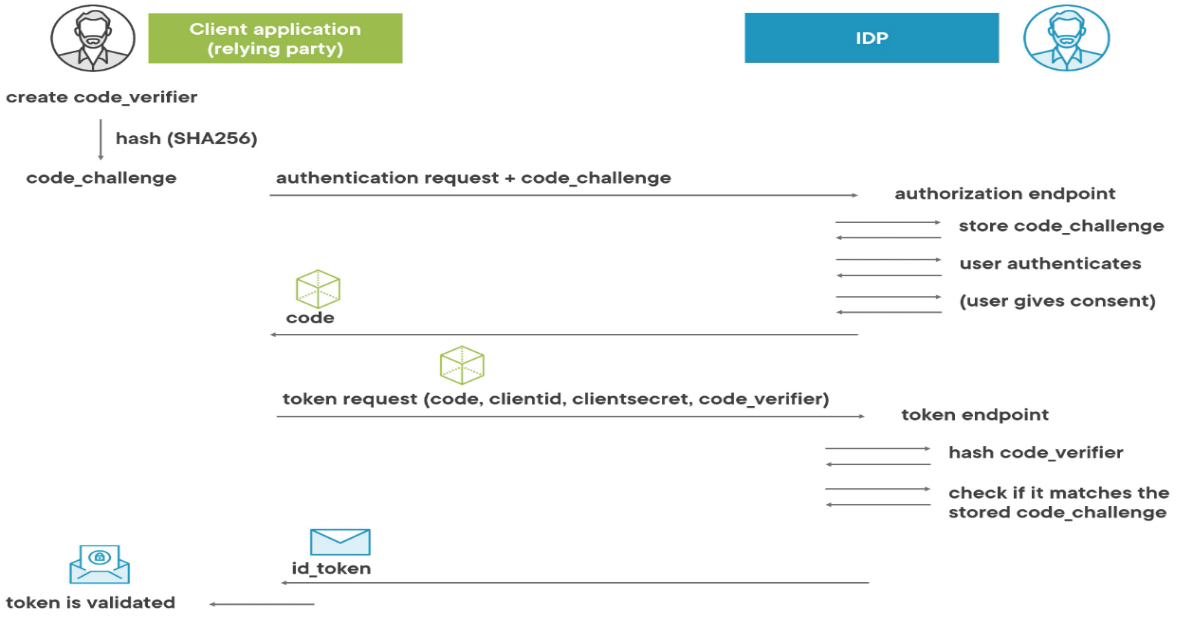 Client application
(relying party)
IDP
create code_verifier
hash (SHA256)
code_challenge
authentication request + code_challenge
authorization endpoint
store code_challenge
user authenticates
(user gives consent)
code
token request (code, clientid, clientsecret, code_verifier)
token endpoint
hash code_verifier
check if it matches the
stored code_challenge
id_token
token is validated